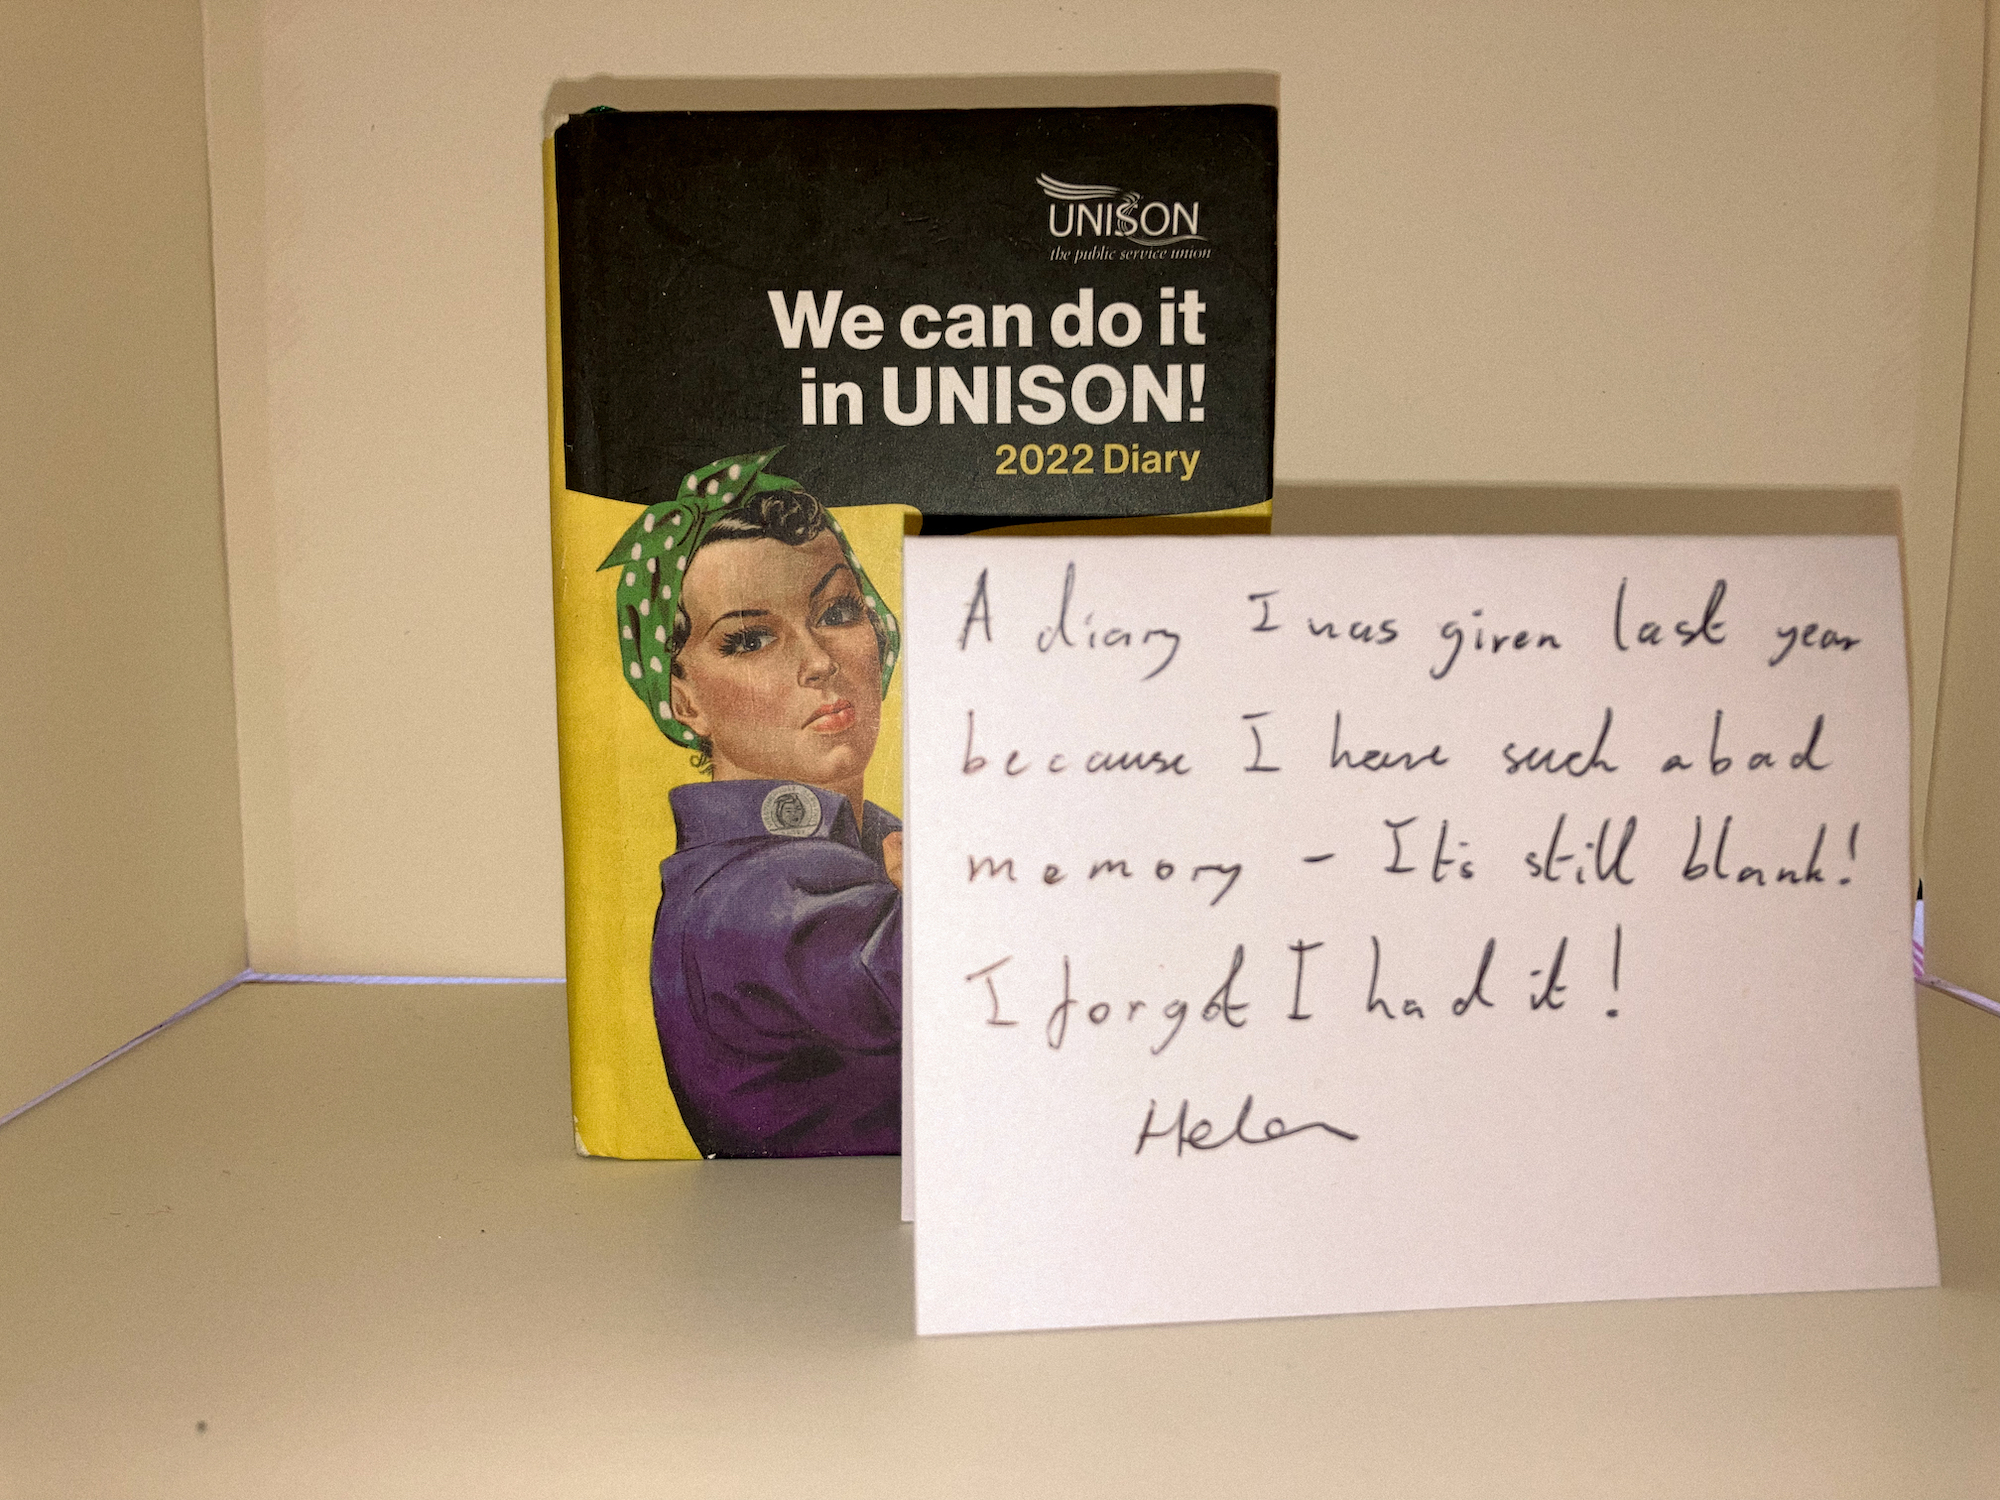 UNISON
the public service union
We can do it
in UNISON!
2022 Diary
A diary I was given last year
because I have such a bad
memory - It's still blank!
I forgot I had it!
Helen